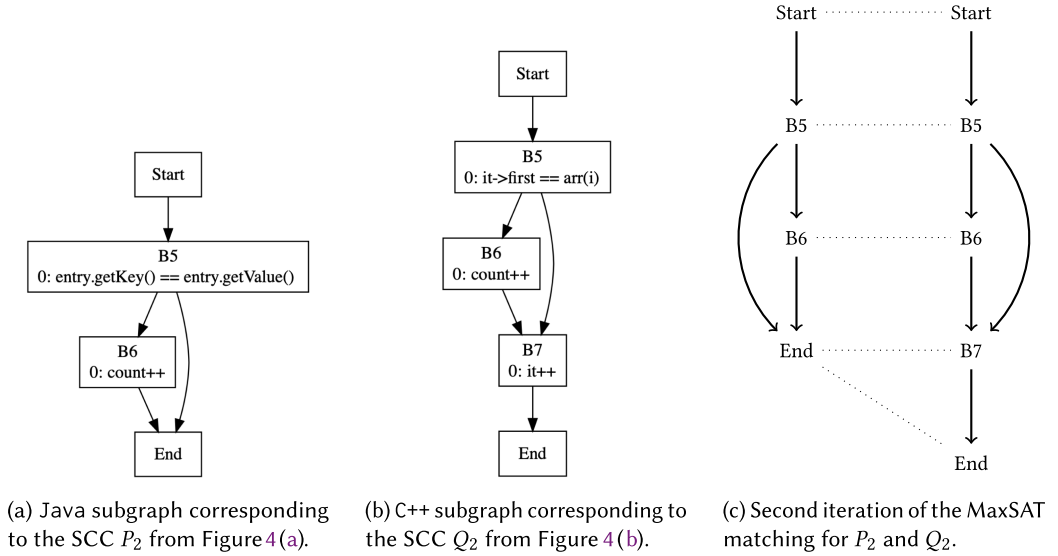 Start
B5
0: entry.getKey() == entry.getValue()
B6
0: count++
End
(a) Java subgraph corresponding
to the SCC P₂ from Figure 4(a).
Start
B5
0: it->first == arr(i)
B6
0: count++
B7
0: it++
End
(b) C++ subgraph corresponding to
the SCC Q₂ from Figure 4(b).
Start Start
B5 B5
B6 B6
End B7
End
(c) Second iteration of the MaxSAT
matching for P₂ and Q₂.